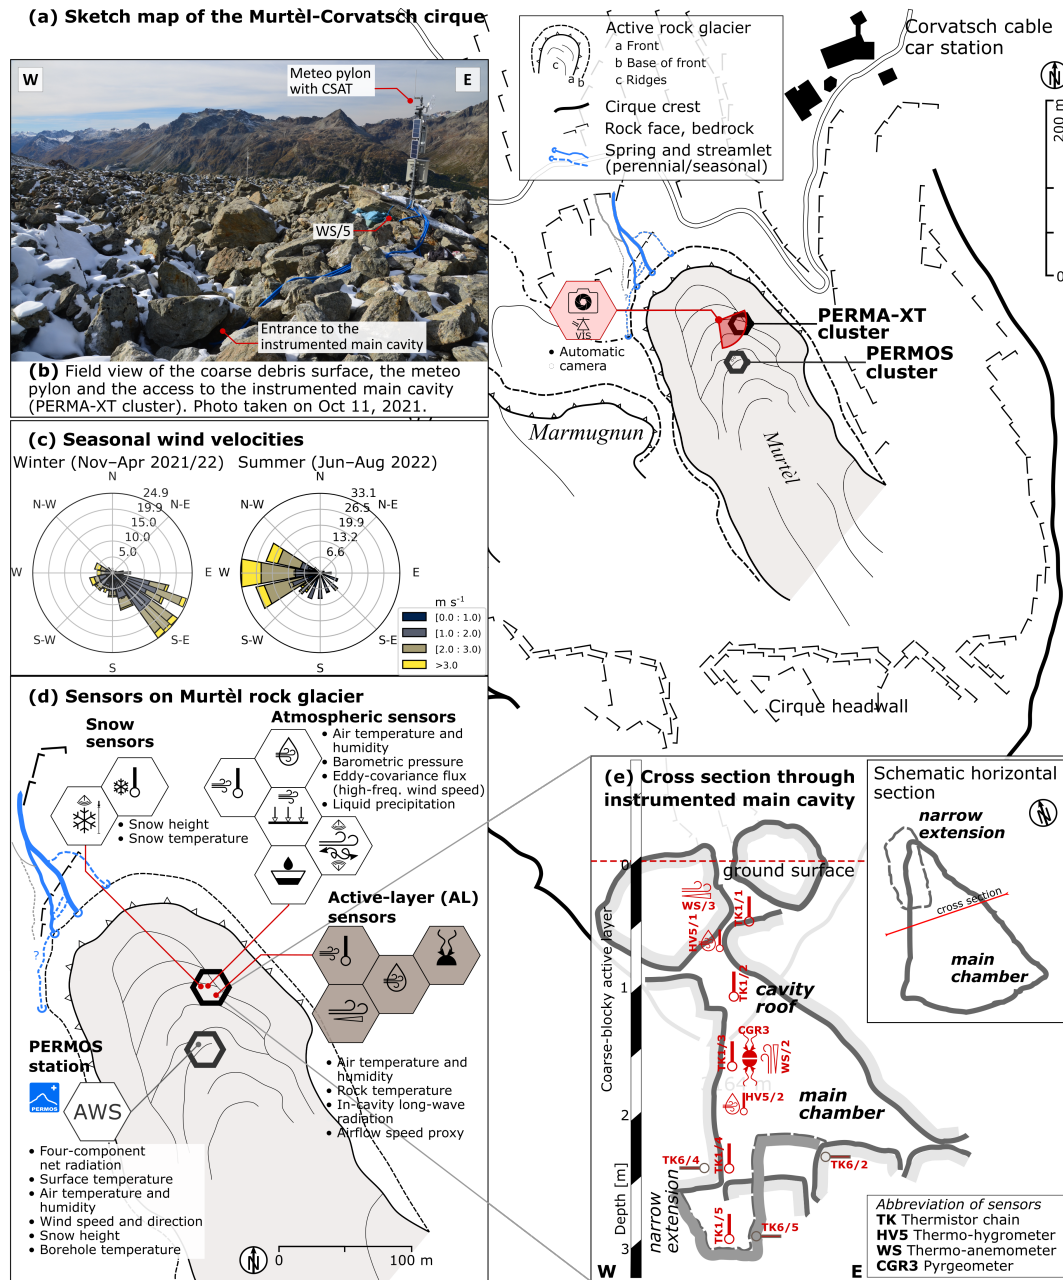 (a) Sketch map of the Murtèl-Corvatsch cirque
W
E
Meteo pylon
with CSAT
WS/5
Entrance to the
instrumented main cavity
(b) Field view of the coarse debris surface, the meteo
pylon and the access to the instrumented main cavity
(PERMA-XT cluster). Photo taken on Oct 11, 2021.
Active rock glacier
a Front
b Base of front
c Ridges
c
a
b
Cirque crest
Rock face, bedrock
Spring and streamlet
(perennial/seasonal)
Corvatsch cable
car station
N
200 m
0
VIS
• Automatic
camera
?
PERMA-XT
cluster
PERMOS
cluster
Marmugnun
Murtèl
Cirque headwall
(c) Seasonal wind velocities
Winter (Nov–Apr 2021/22)
N
N-E
E
S-E
S
S-W
W
N-W
24.9
19.9
15.0
10.0
5.0
Summer (Jun–Aug 2022)
N
N-E
E
S-E
S
S-W
W
N-W
33.1
26.5
19.9
13.2
6.6
m s⁻¹
[0.0 : 1.0)
[1.0 : 2.0)
[2.0 : 3.0)
>3.0
(d) Sensors on Murtèl rock glacier
Snow
sensors
• Snow height
• Snow temperature
Atmospheric sensors
• Air temperature and
humidity
• Barometric pressure
• Eddy-covariance flux
(high-freq. wind speed)
• Liquid precipitation
Active-layer (AL)
sensors
• Air temperature and
humidity
• Rock temperature
• In-cavity long-wave
radiation
• Airflow speed proxy
?
PERMOS
station
PERMOS
AWS
• Four-component
net radiation
• Surface temperature
• Air temperature and
humidity
• Wind speed and direction
• Snow height
• Borehole temperature
N
0
100 m
(e) Cross section through
instrumented main cavity
0
1
2
3
Coarse-blocky active layer
Depth [m]
ground surface
WS/3
TK1/1
HV5/1
TK1/2
cavity
roof
CGR3
TK1/3
WS/2
HV5/2
main
chamber
TK6/4
TK1/4
TK6/2
narrow
extension
TK1/5
TK6/5
W
E
Schematic horizontal
section
N
narrow
extension
cross section
main
chamber
Abbreviation of sensors
TK Thermistor chain
HV5 Thermo-hygrometer
WS Thermo-anemometer
CGR3 Pyrgeometer